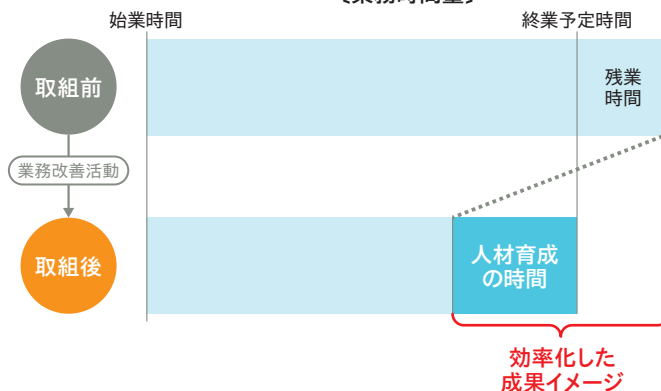 始業時間
終業予定時間
取組前
残業
時間
業務改善活動
取組後
人材育成
の時間
効率化した
成果イメージ